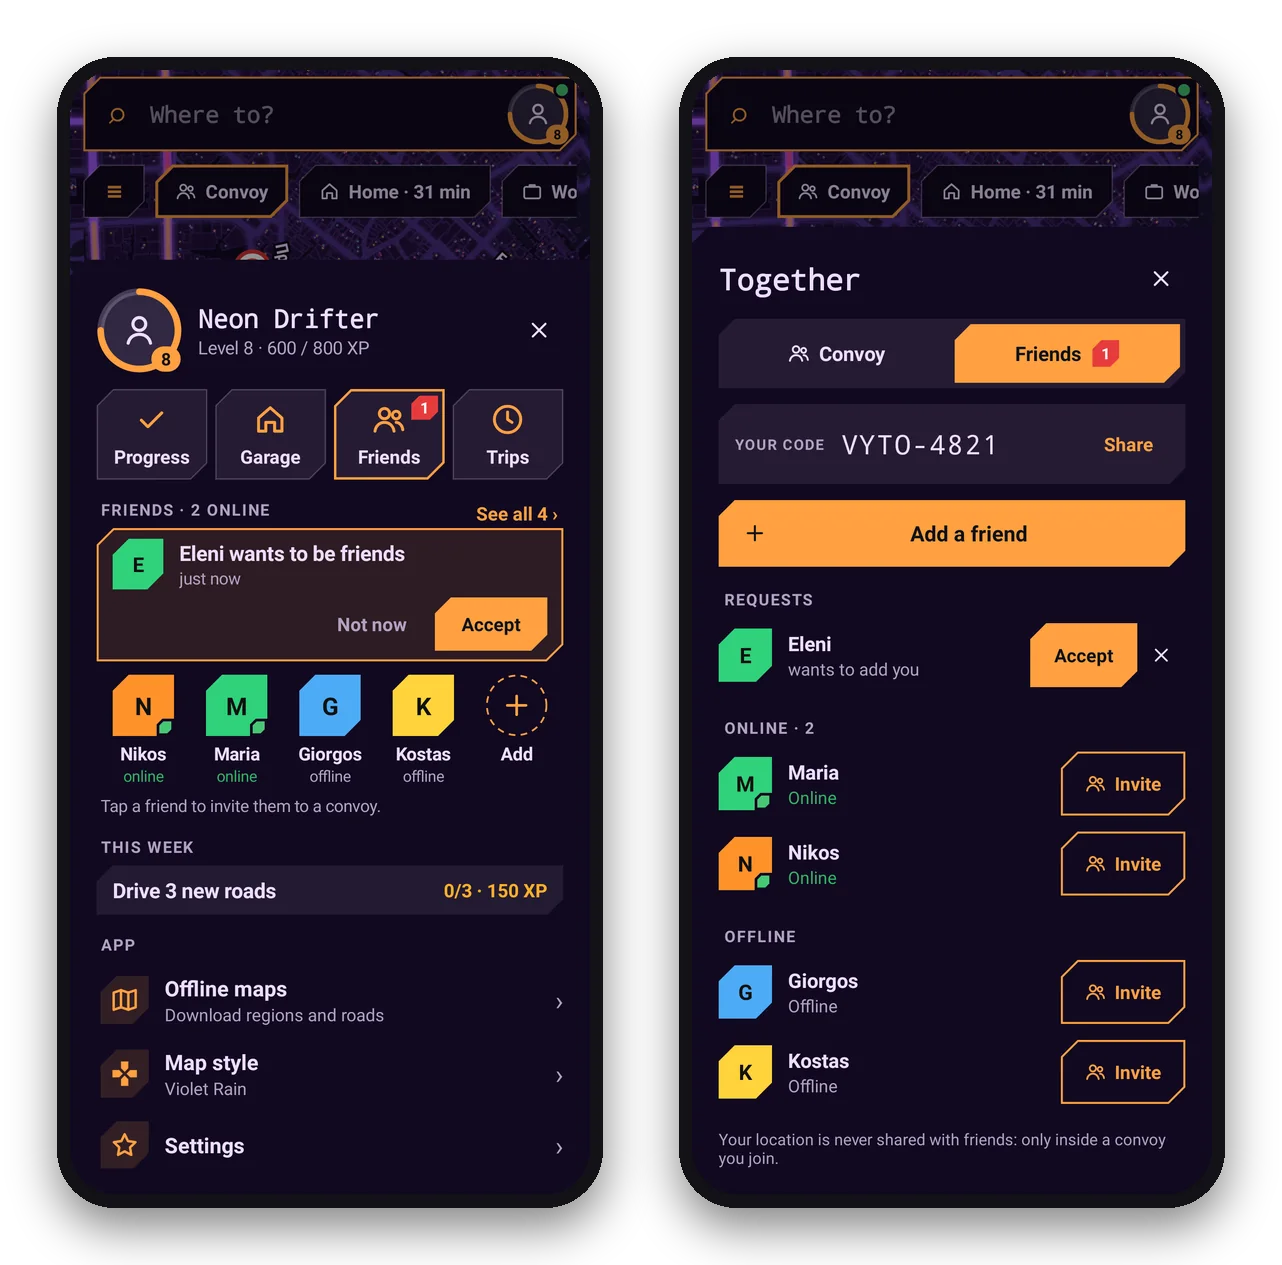 Where to?
8
Convoy
Home · 31 min
Wo
Neon Drifter
Level 8 · 600 / 800 XP
8
Progress
Garage
Friends
1
Trips
FRIENDS · 2 ONLINE
See all 4 ›
E
Eleni wants to be friends
just now
Not now
Accept
N
M
G
K
Nikos
Maria
Giorgos
Kostas
Add
online
online
offline
offline
Tap a friend to invite them to a convoy.
THIS WEEK
Drive 3 new roads
0/3 · 150 XP
APP
Offline maps
Download regions and roads
Map style
Violet Rain
Settings
Where to?
8
Convoy
Home · 31 min
Wo
Together
Convoy
Friends 1
YOUR CODE VYTO-4821
Share
+ Add a friend
REQUESTS
E
Eleni
wants to add you
Accept
ONLINE · 2
M
Maria
Online
Invite
N
Nikos
Online
Invite
OFFLINE
G
Giorgos
Offline
Invite
K
Kostas
Offline
Invite
Your location is never shared with friends: only inside a convoy
you join.